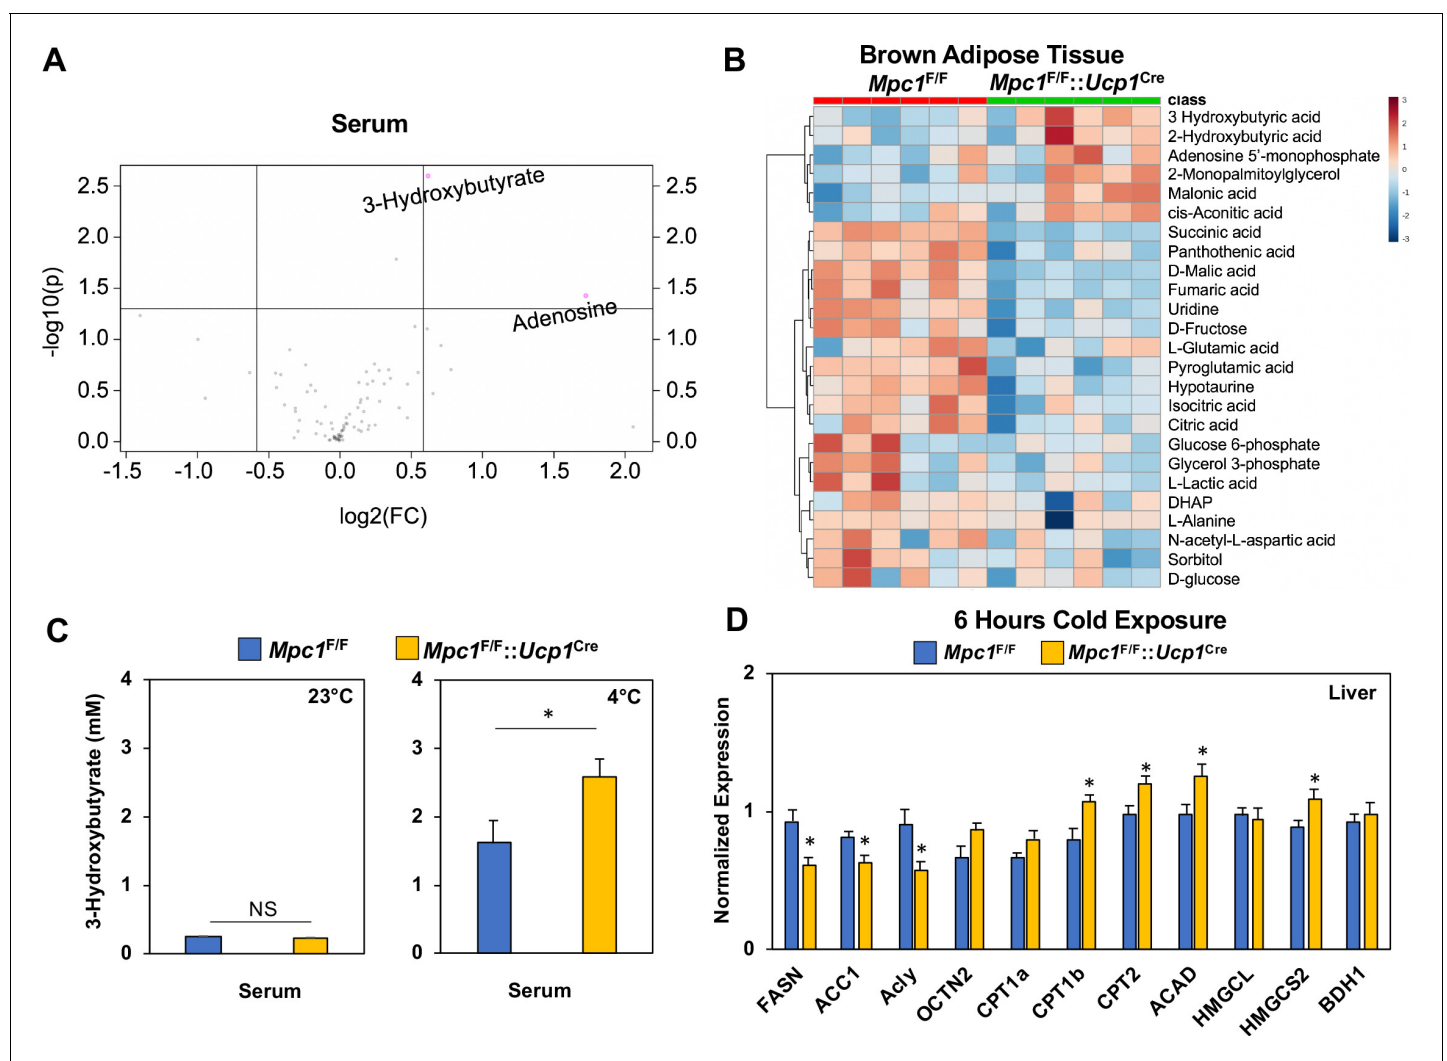 A
Serum
-log10(p)
2.5
2.0
1.5
1.0
0.5
0.0
2.5
2.0
1.5
1.0
0.5
0.0
3-Hydroxybutyrate
Adenosine
-1.5 -1.0 -0.5 0.0 0.5 1.0 1.5 2.0
log2(FC)
B
Brown Adipose Tissue
Mpc1F/F Mpc1F/F::Ucp1Cre
class
3 Hydroxybutyric acid
2-Hydroxybutyric acid
Adenosine 5'-monophosphate
2-Monopalmitoylglycerol
Malonic acid
cis-Aconitic acid
Succinic acid
Panthothenic acid
D-Malic acid
Fumaric acid
Uridine
D-Fructose
L-Glutamic acid
Pyroglutamic acid
Hypotaurine
Isocitric acid
Citric acid
Glucose 6-phosphate
Glycerol 3-phosphate
L-Lactic acid
DHAP
L-Alanine
N-acetyl-L-aspartic acid
Sorbitol
D-glucose
3
2
1
0
-1
-2
-3
C
Mpc1F/F Mpc1F/F::Ucp1Cre
3-Hydroxybutyrate (mM)
4
3
2
1
0
23°C
NS
Serum
4
3
2
1
0
4°C
*
Serum
D
6 Hours Cold Exposure
Mpc1F/F Mpc1F/F::Ucp1Cre
Normalized Expression
2
1
0
Liver
* * * * * * *
FASN ACC1 Acly OCTN2 CPT1a CPT1b CPT2 ACAD HMGCL HMGCS2 BDH1